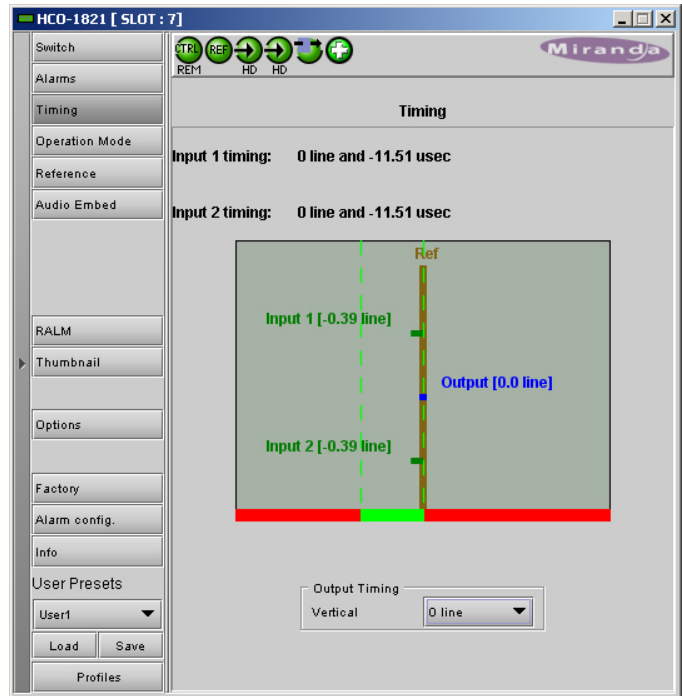 HCO-1821 [ SLOT : 7]
Switch
Alarms
Timing
Operation Mode
Reference
Audio Embed
RALM
Thumbnail
Options
Factory
Alarm config.
Info
User Presets
User1
Load Save
Profiles
CTRL REF
REM HD HD
Miranda
Timing
Input 1 timing: 0 line and -11.51 usec
Input 2 timing: 0 line and -11.51 usec
Ref
Input 1 [-0.39 line]
Output [0.0 line]
Input 2 [-0.39 line]
Output Timing
Vertical 0 line